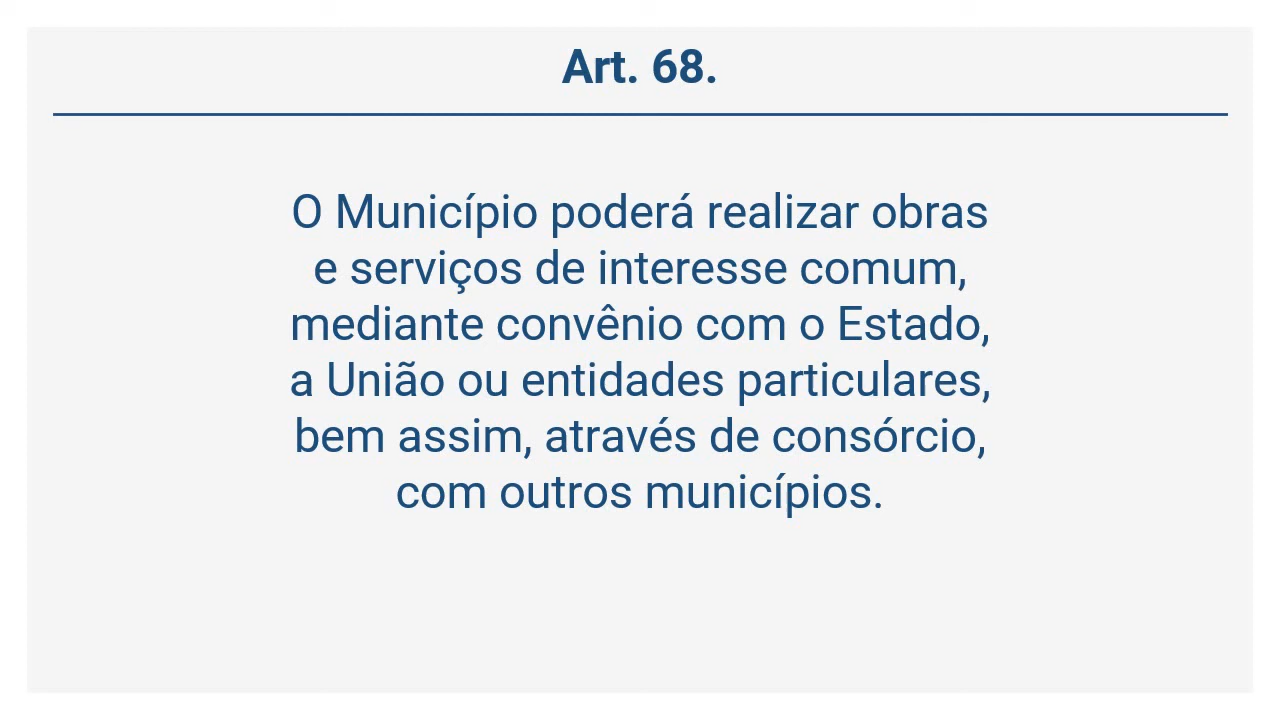 Art. 68.
O Município poderá realizar obras
e serviços de interesse comum,
mediante convênio com o Estado,
a União ou entidades particulares,
bem assim, através de consórcio,
com outros municípios.